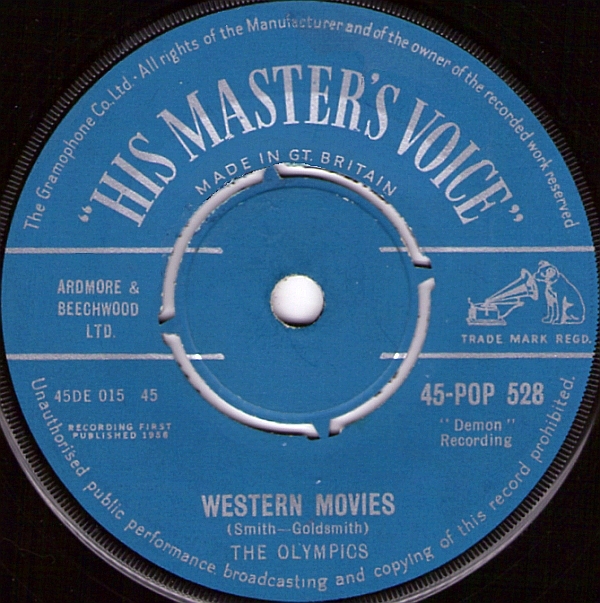 The Gramophone Co. Ltd · All rights of the Manufacturer and of the owner of the recorded work reserved
"HIS MASTER'S VOICE"
MADE IN GT. BRITAIN
ARDMORE &
BEECHWOOD
LTD.
TRADE MARK REGD.
45DE 015 45
RECORDING FIRST
PUBLISHED 1958
45-POP 528
"Demon"
Recording
WESTERN MOVIES
(Smith—Goldsmith)
THE OLYMPICS
Unauthorised public performance broadcasting and copying of this record prohibited.